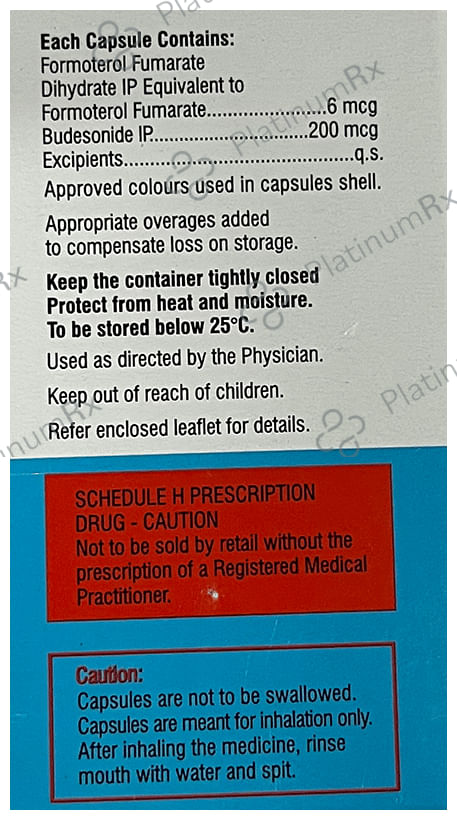 Each Capsule Contains:
Formoterol Fumarate
Dihydrate IP Equivalent to
Formoterol Fumarate.......................6 mcg
Budesonide IP..............................200 mcg
Excipients............................................q.s.
Approved colours used in capsules shell.
Appropriate overages added
to compensate loss on storage.
Keep the container tightly closed
Protect from heat and moisture.
To be stored below 25°C.
Used as directed by the Physician.
Keep out of reach of children.
Refer enclosed leaflet for details.
SCHEDULE H PRESCRIPTION
DRUG - CAUTION
Not to be sold by retail without the
prescription of a Registered Medical
Practitioner.
Caution:
Capsules are not to be swallowed.
Capsules are meant for inhalation only.
After inhaling the medicine, rinse
mouth with water and spit.
PlatinumRx
PlatinumRx